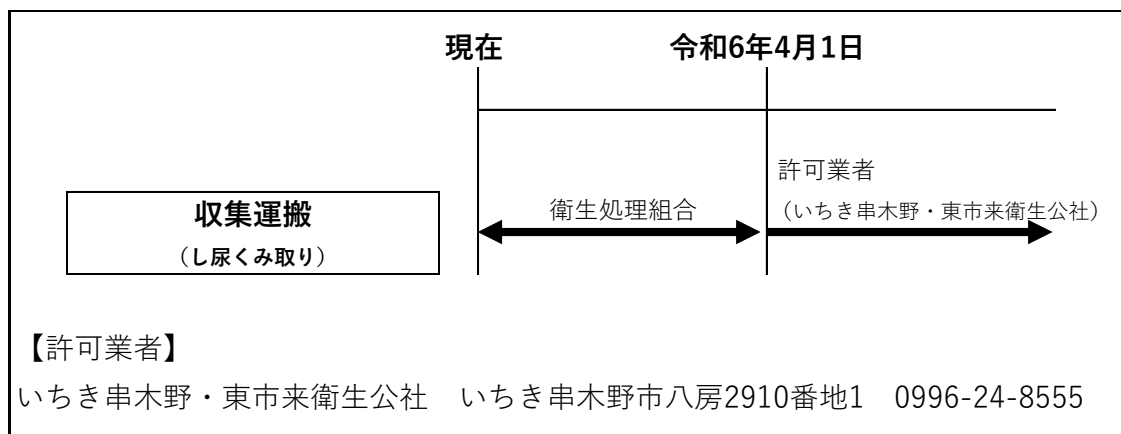 現在
令和6年4月1日
許可業者
衛生処理組合
（いちき串木野・東市来衛生公社）
収集運搬
（し尿くみ取り）
【許可業者】
いちき串木野・東市来衛生公社　いちき串木野市八房2910番地1　0996-24-8555